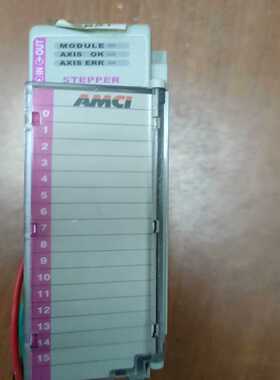 IN OUT
MODULE
AXIS OK
AXIS ERR
STEPPER
AMCI
0
1
2
3
4
5
6
7
8
9
10
11
12
13
14
15